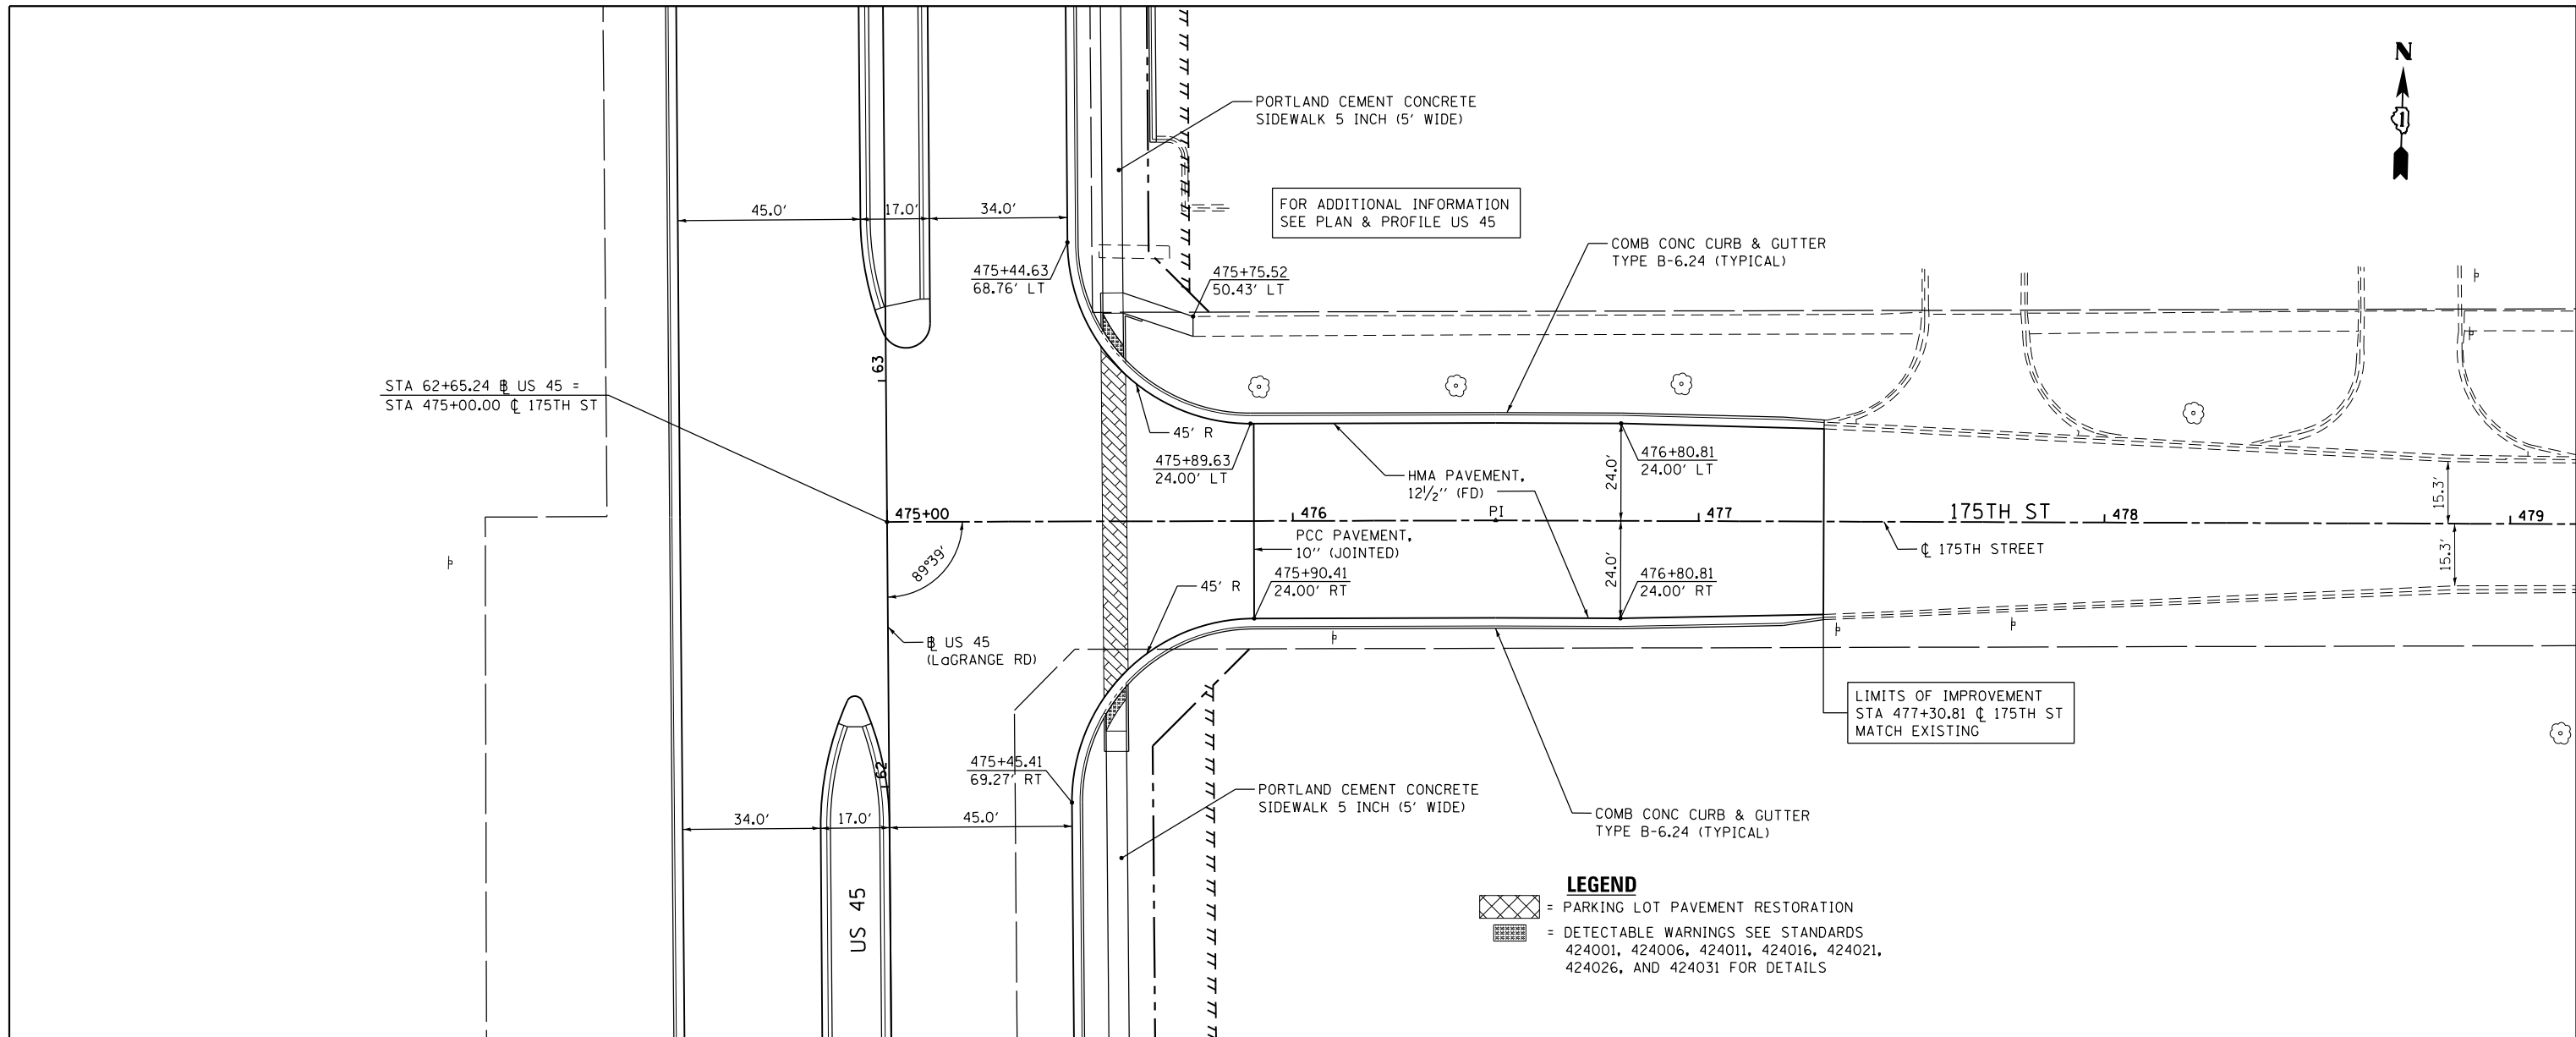 N
1
PORTLAND CEMENT CONCRETE
SIDEWALK 5 INCH (5' WIDE)
45.0'
17.0'
34.0'
FOR ADDITIONAL INFORMATION
SEE PLAN & PROFILE US 45
475+44.63
68.76' LT
475+75.52
50.43' LT
COMB CONC CURB & GUTTER
TYPE B-6.24 (TYPICAL)
63
STA 62+65.24 ⅊ US 45 =
STA 475+00.00 ℄ 175TH ST
45' R
475+89.63
24.00' LT
HMA PAVEMENT,
12 1/2'' (FD)
24.0'
476+80.81
24.00' LT
15.3'
475+00
476
PI
477
175TH ST
478
479
89°39'
PCC PAVEMENT,
10'' (JOINTED)
℄ 175TH STREET
15.3'
475+90.41
24.00' RT
24.0'
476+80.81
24.00' RT
45' R
⅊ US 45
(LaGRANGE RD)
LIMITS OF IMPROVEMENT
STA 477+30.81 ℄ 175TH ST
MATCH EXISTING
62
475+45.41
69.27' RT
34.0'
17.0'
45.0'
PORTLAND CEMENT CONCRETE
SIDEWALK 5 INCH (5' WIDE)
COMB CONC CURB & GUTTER
TYPE B-6.24 (TYPICAL)
US 45
LEGEND
= PARKING LOT PAVEMENT RESTORATION
= DETECTABLE WARNINGS SEE STANDARDS
424001, 424006, 424011, 424016, 424021,
424026, AND 424031 FOR DETAILS